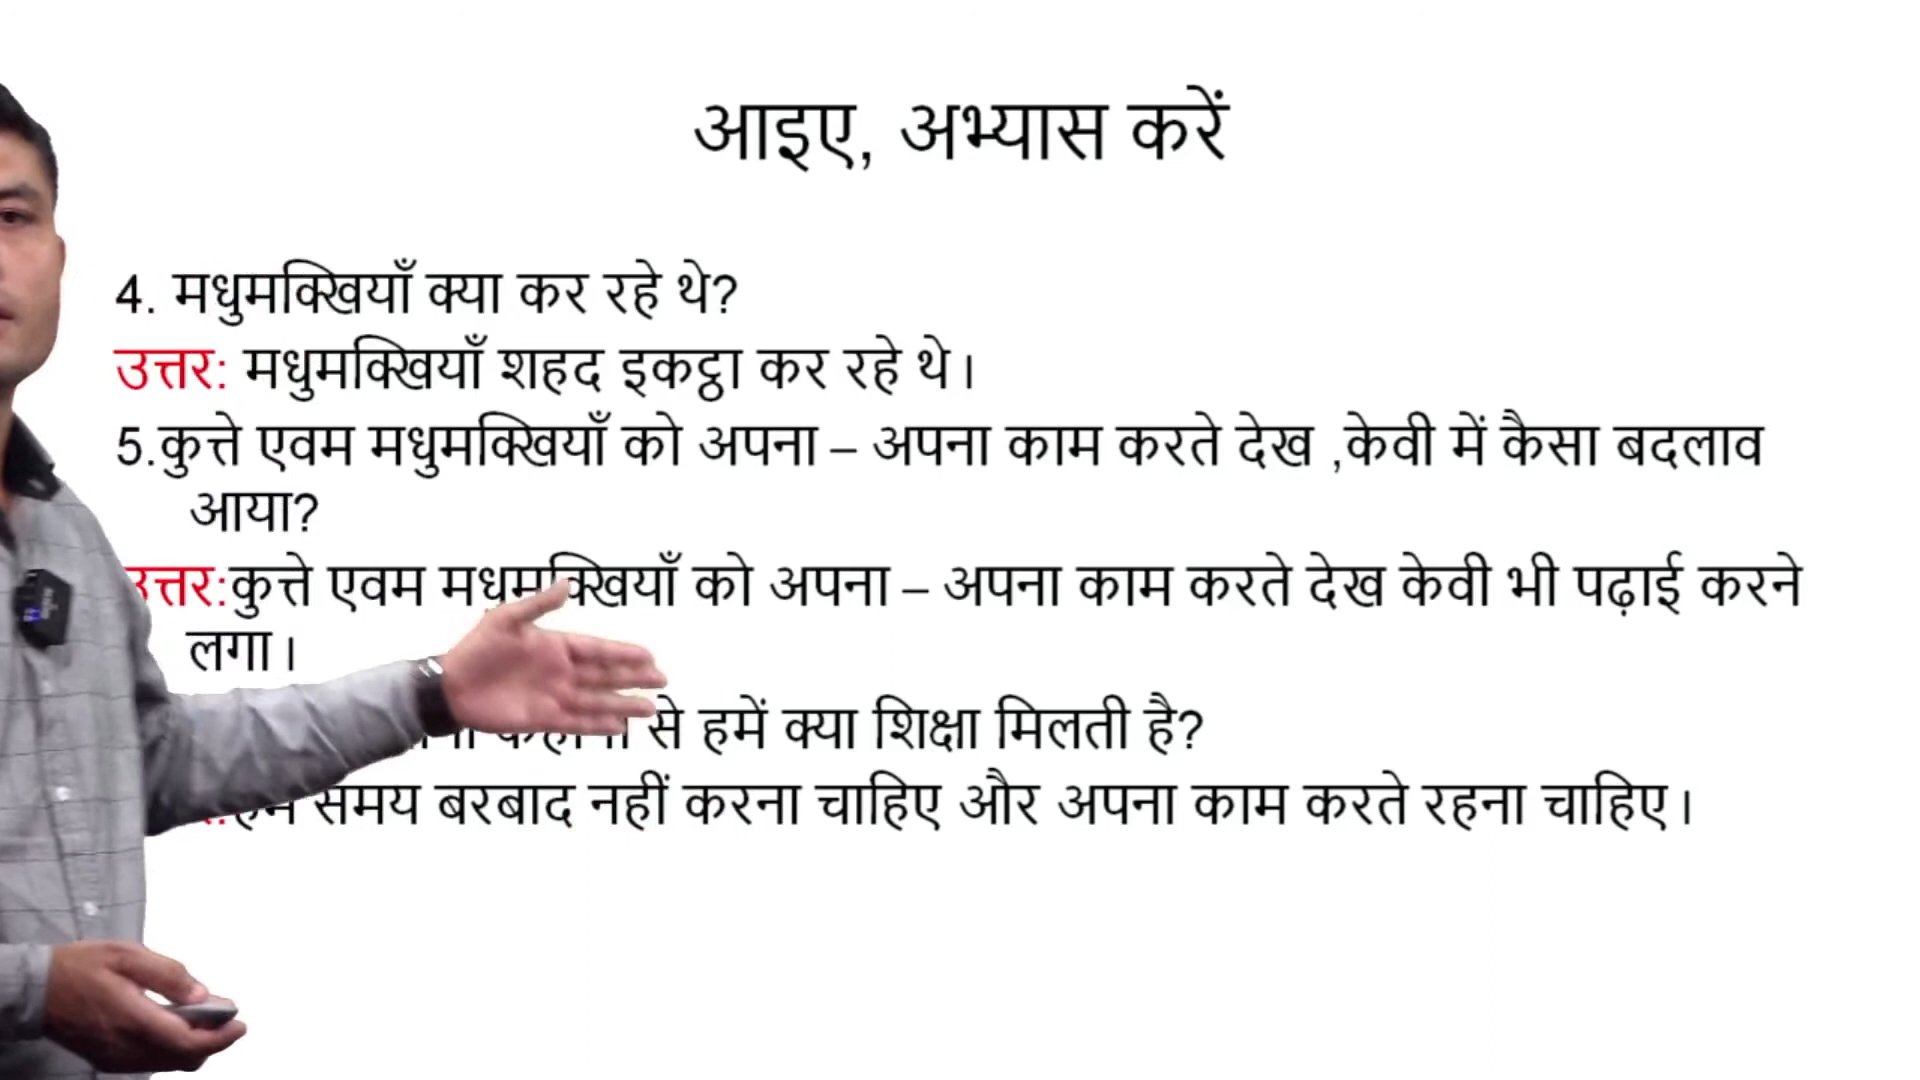 आइए, अभ्यास करें
4. मधुमक्खियाँ क्या कर रहे थे?
उत्तर: मधुमक्खियाँ शहद इकट्ठा कर रहे थे।
5.कुत्ते एवम मधुमक्खियाँ को अपना – अपना काम करते देख ,केवी में कैसा बदलाव
आया?
उत्तर:कुत्ते एवम मधुमक्खियाँ को अपना – अपना काम करते देख केवी भी पढ़ाई करने
लगा।
से हमें क्या शिक्षा मिलती है?
समय बरबाद नहीं करना चाहिए और अपना काम करते रहना चाहिए।